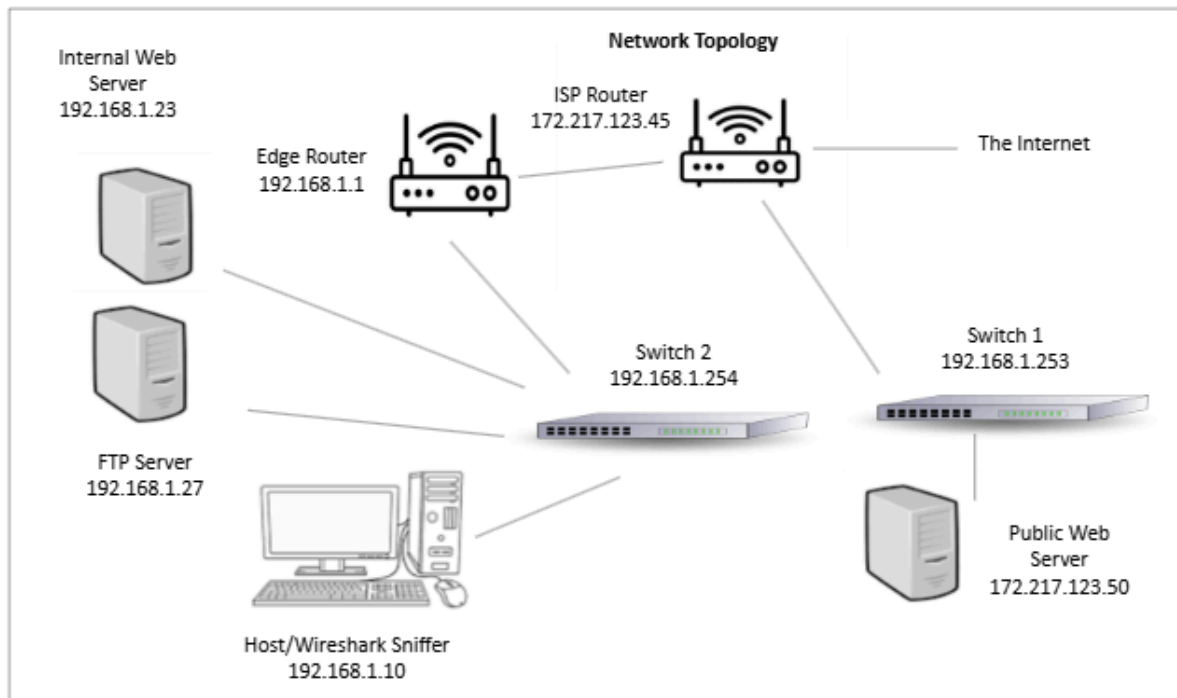 Network Topology
Internal Web
Server
192.168.1.23
ISP Router
172.217.123.45
Edge Router
192.168.1.1
The Internet
Switch 2
192.168.1.254
Switch 1
192.168.1.253
FTP Server
192.168.1.27
Public Web
Server
172.217.123.50
Host/Wireshark Sniffer
192.168.1.10